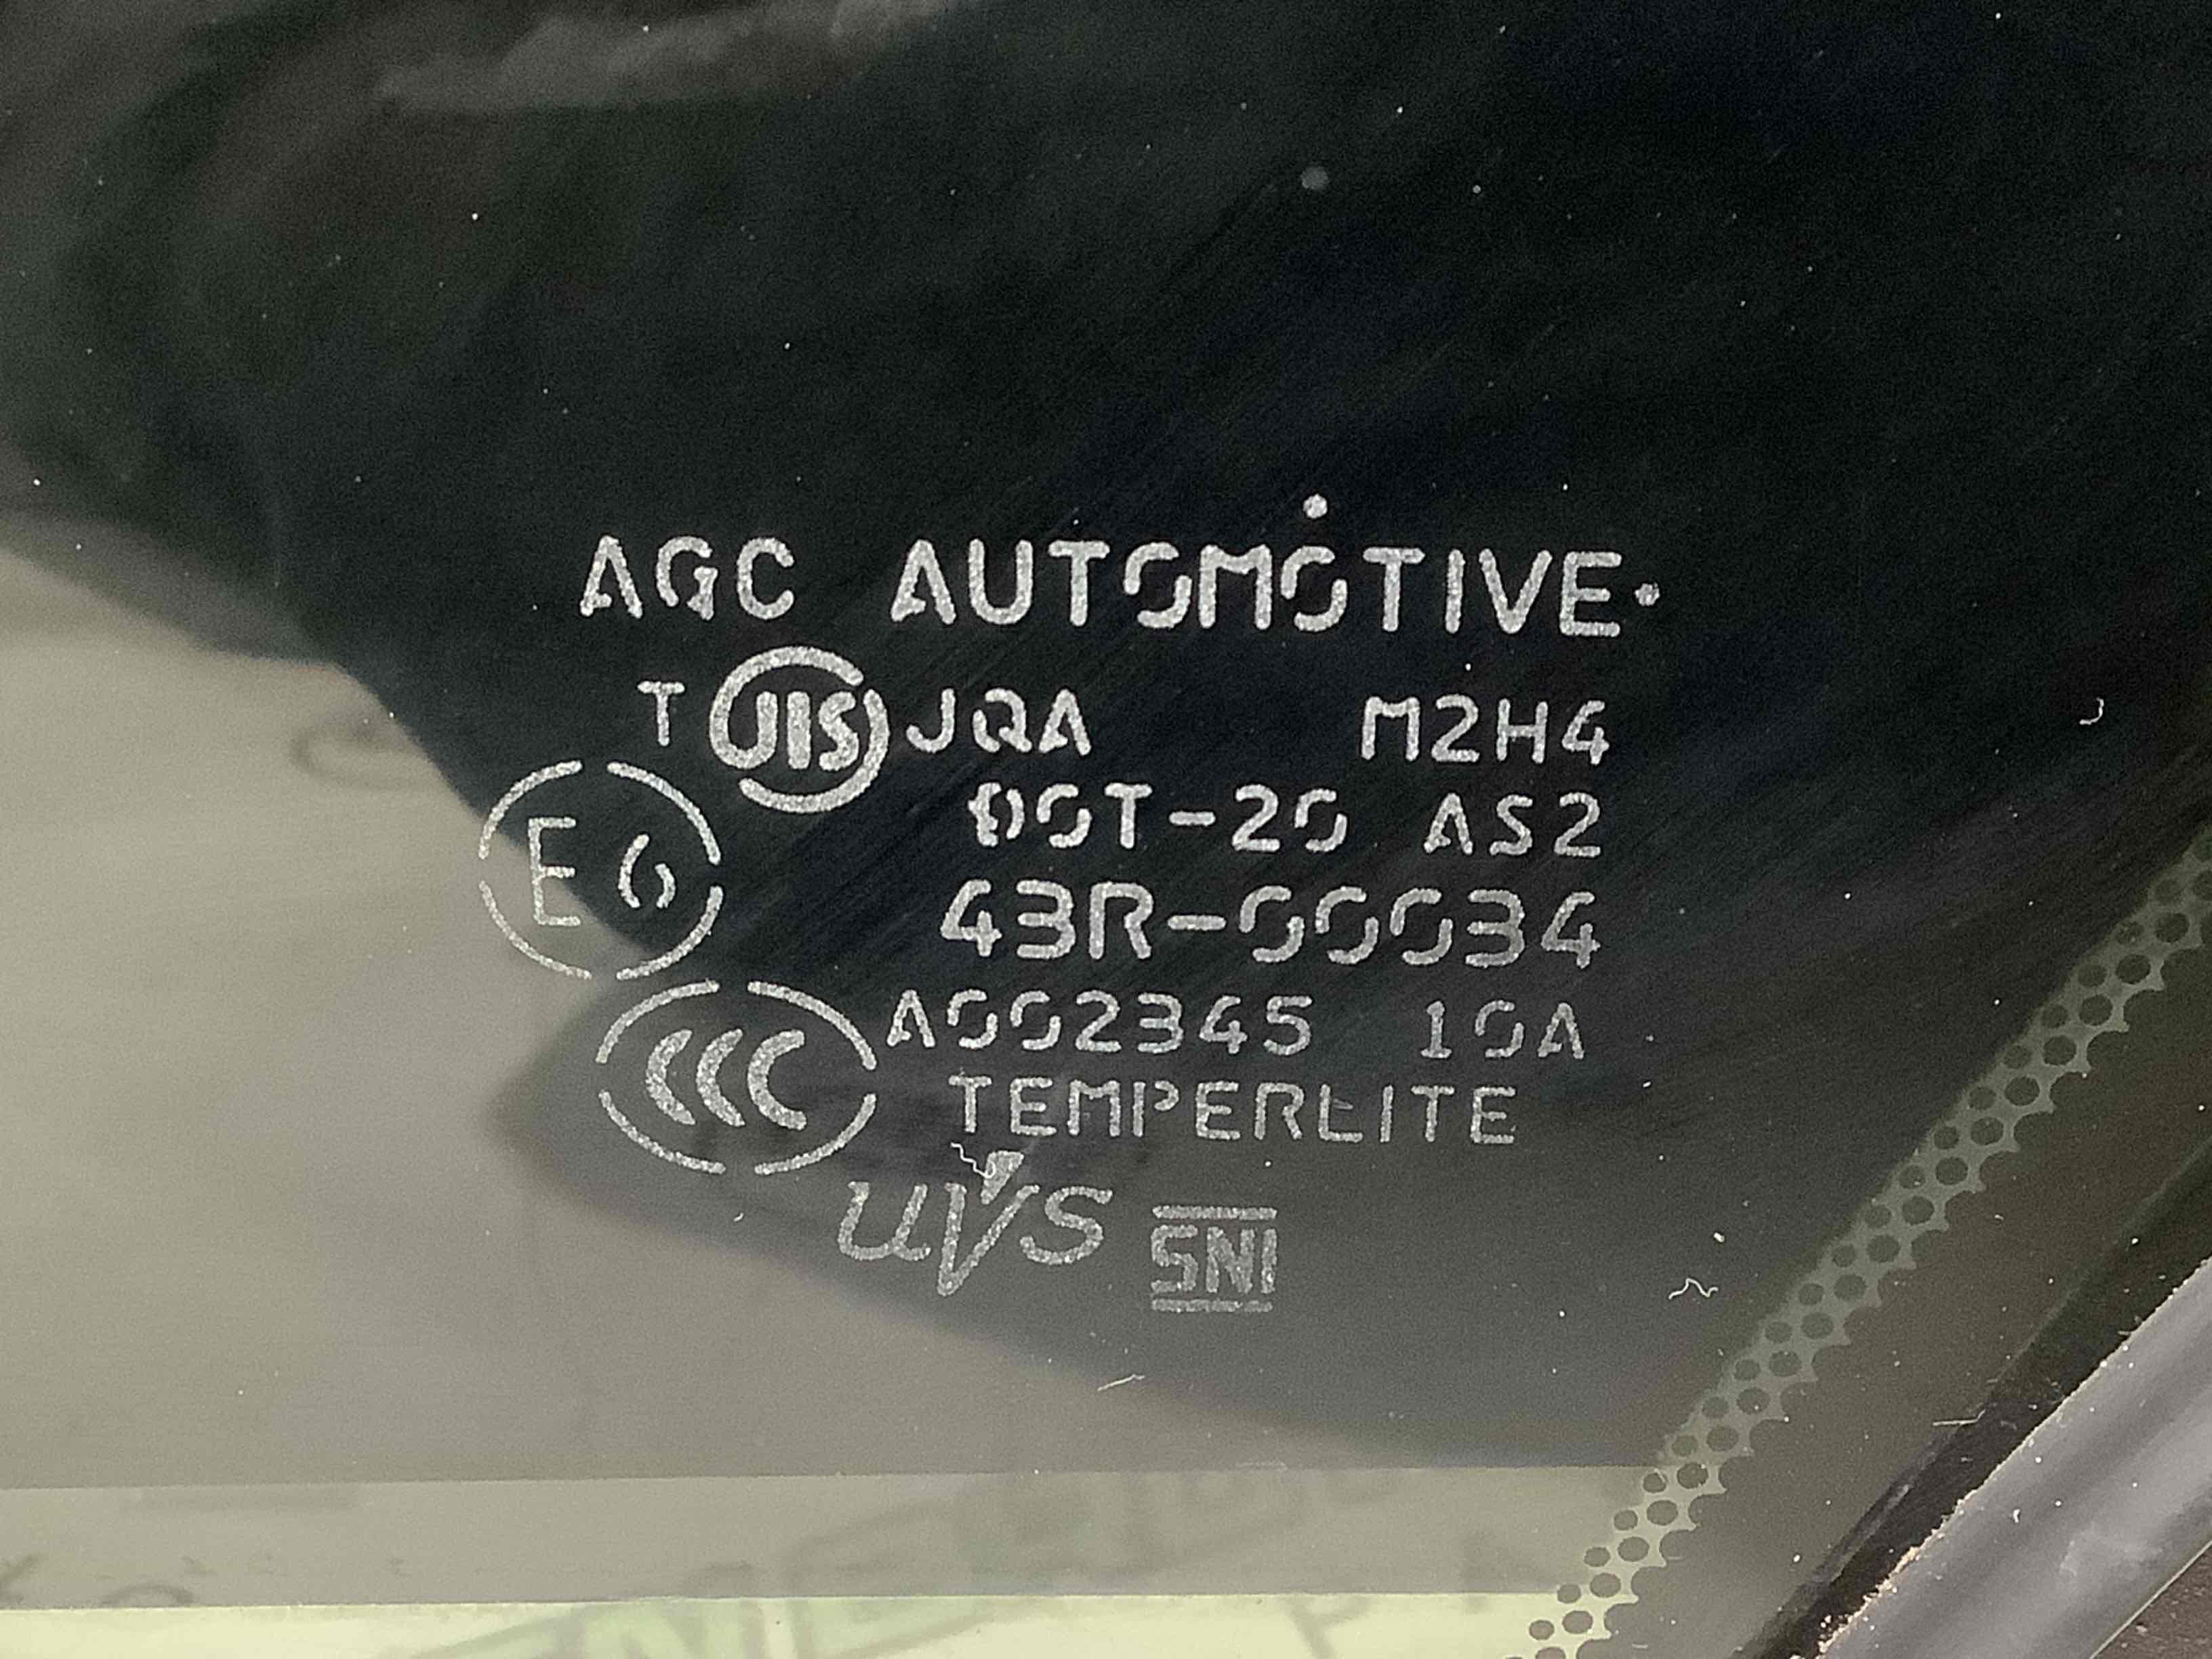 AGC AUTOMOTIVE
T JIS JQA M2H4
E6 DOT-20 AS2
43R-00034
CCC A002345 10A
TEMPERLITE
UVS SNI